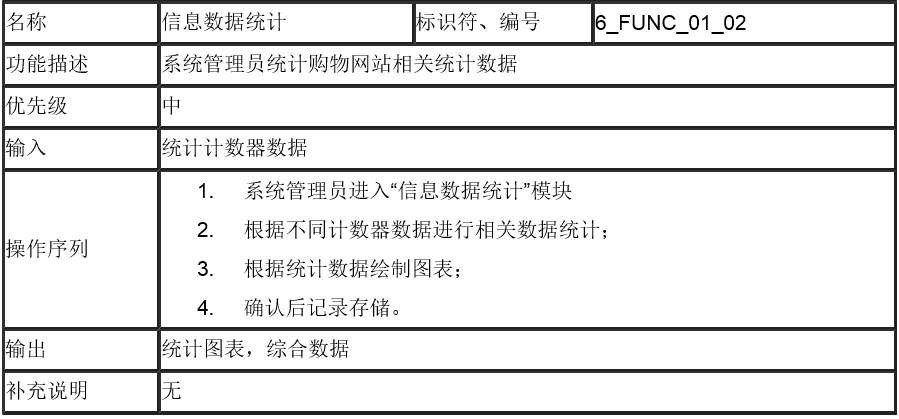 名称 信息数据统计 标识符、编号 6_FUNC_01_02
功能描述 系统管理员统计购物网站相关统计数据
优先级 中
输入 统计计数器数据
操作序列
1. 系统管理员进入“信息数据统计”模块
2. 根据不同计数器数据进行相关数据统计；
3. 根据统计数据绘制图表；
4. 确认后记录存储。
输出 统计图表，综合数据
补充说明 无